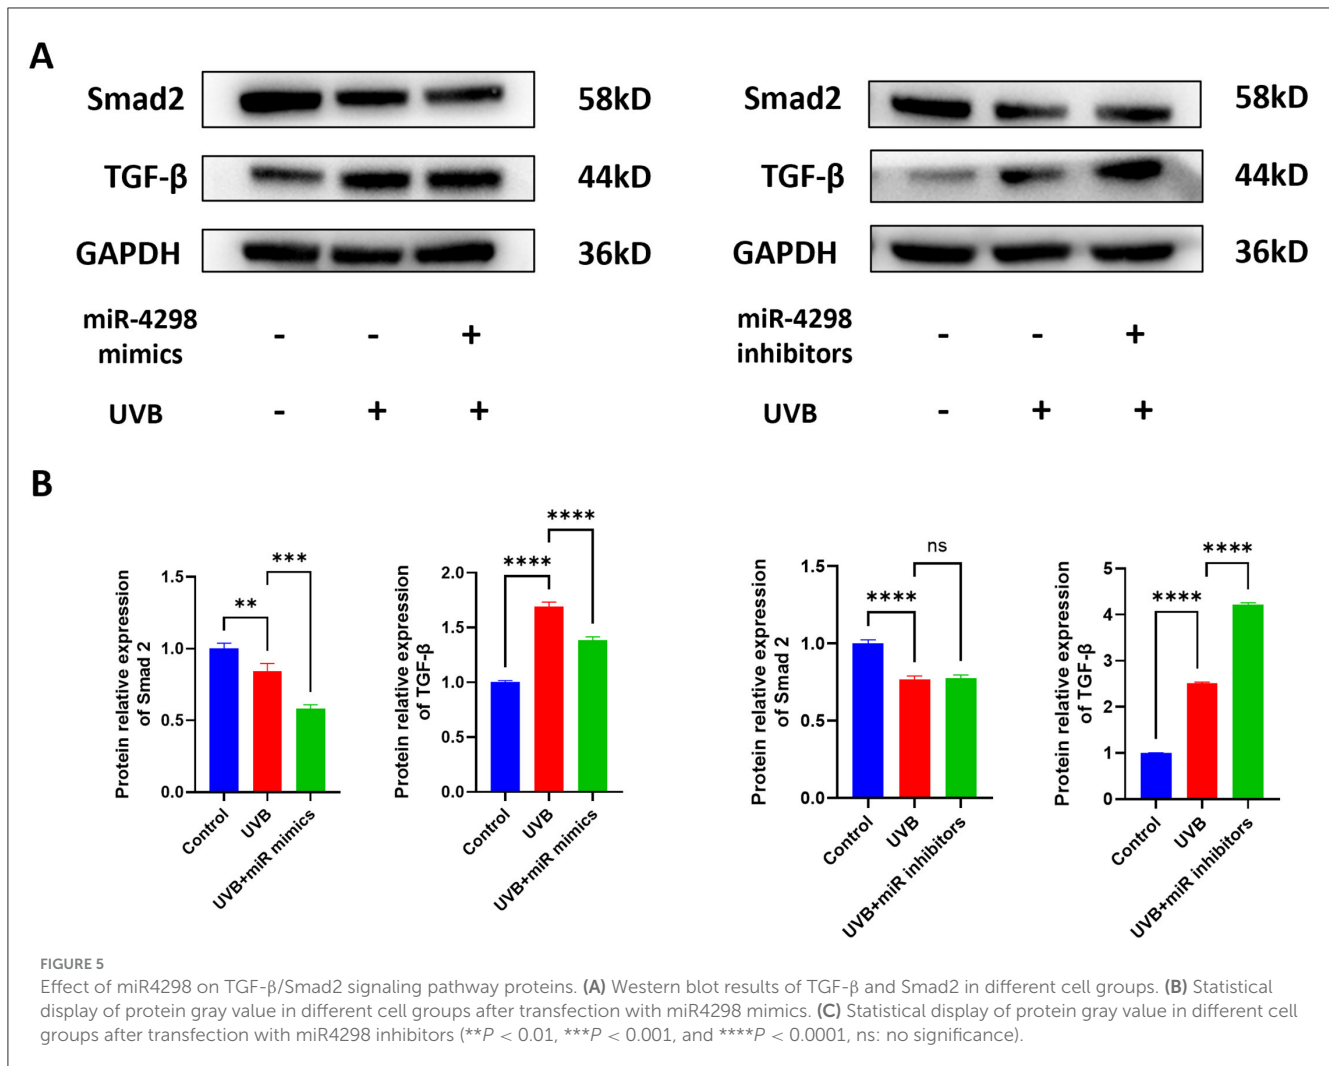 A
Smad2
58kD
TGF-β
44kD
GAPDH
36kD
miR-4298
mimics
- - +
UVB
- + +
Smad2
58kD
TGF-β
44kD
GAPDH
36kD
miR-4298
inhibitors
- - +
UVB
- + +
B
Protein relative expression
of Smad 2
1.5
1.0
0.5
0.0
**
***
Control
UVB
UVB+miR mimics
Protein relative expression
of TGF-β
2.0
1.5
1.0
0.5
0.0
****
****
Control
UVB
UVB+miR mimics
Protein relative expression
of Smad 2
1.5
1.0
0.5
0.0
****
ns
Control
UVB
UVB+miR inhibitors
Protein relative expression
of TGF-β
5
4
3
2
1
0
****
****
Control
UVB
UVB+miR inhibitors
FIGURE 5
Effect of miR4298 on TGF-β/Smad2 signaling pathway proteins. (A) Western blot results of TGF-β and Smad2 in different cell groups. (B) Statistical
display of protein gray value in different cell groups after transfection with miR4298 mimics. (C) Statistical display of protein gray value in different cell
groups after transfection with miR4298 inhibitors (**P < 0.01, ***P < 0.001, and ****P < 0.0001, ns: no significance).